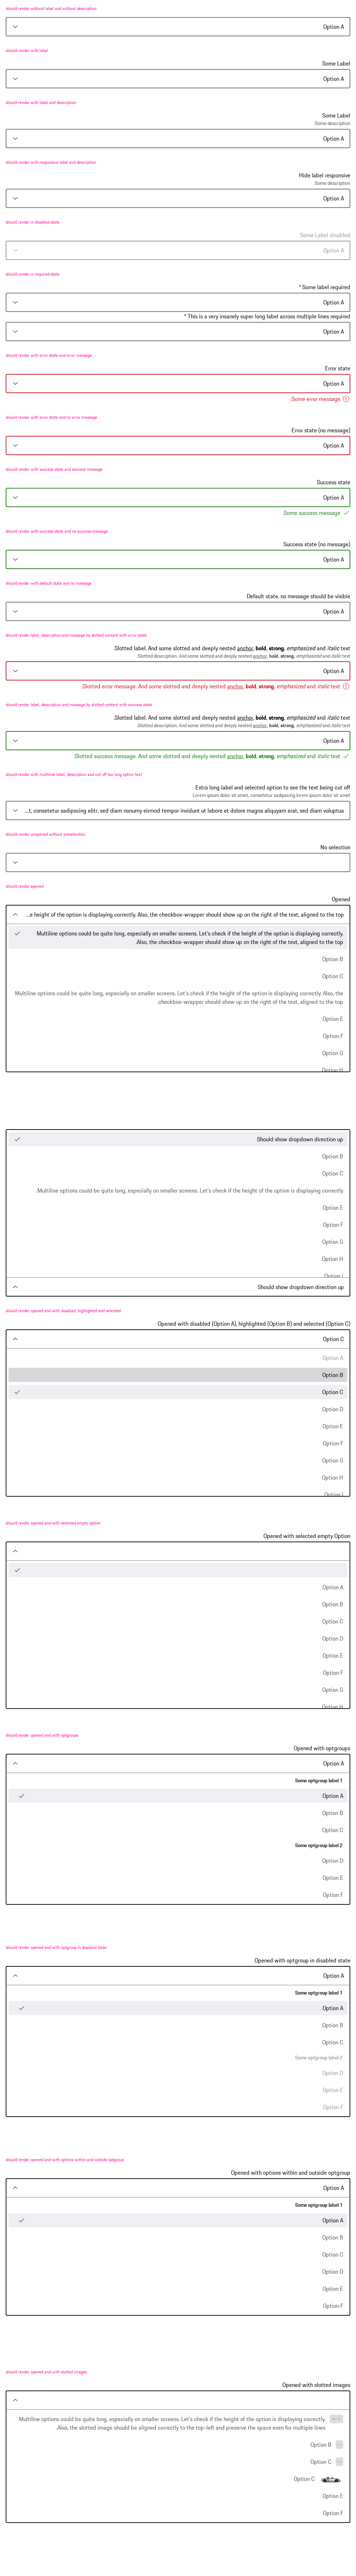 should render without label and without description
Option A
should render with label
Some Label
Option A
should render with label and description
Some Label
Some description
Option A
should render with responsive label and description
Hide label responsive
Some description
Option A
should render in disabled state
Some Label disabled
Option A
should render in required state
* Some label required
Option A
* This is a very insanely super long label across multiple lines required
Option A
should render with error state and error message
Error state
Option A
.Some error message
should render with error state and no error message
Error state (no message)
Option A
should render with success state and success message
Success state
Option A
.Some success message
should render with success state and no success message
Success state (no message)
Option A
should render with default state and no message
Default state, no message should be visible
Option A
should render label, description and message by slotted content with error state
.Slotted label. And some slotted and deeply nested anchor, bold, strong, emphasized and italic text
.Slotted description. And some slotted and deeply nested anchor, bold, strong, emphasized and italic text
Option A
.Slotted error message. And some slotted and deeply nested anchor, bold, strong, emphasized and italic text
should render label, description and message by slotted content with success state
.Slotted label. And some slotted and deeply nested anchor, bold, strong, emphasized and italic text
.Slotted description. And some slotted and deeply nested anchor, bold, strong, emphasized and italic text
Option A
.Slotted success message. And some slotted and deeply nested anchor, bold, strong, emphasized and italic text
should render with multiline label, description and cut off too long option text
Extra long label and selected option to see the text being cut off
Lorem ipsum dolor sit amet, consetetur sadipscing lorem ipsum dolor sit amet
...t, consetetur sadipscing elitr, sed diam nonumy eirmod tempor invidunt ut labore et dolore magna aliquyam erat, sed diam voluptua
should render unopened without preselection
No selection
should render opened
Opened
...e height of the option is displaying correctly. Also, the checkbox-wrapper should show up on the right of the text, aligned to the top
Multiline options could be quite long, especially on smaller screens. Let's check if the height of the option is displaying correctly.
.Also, the checkbox-wrapper should show up on the right of the text, aligned to the top
Option B
Option C
Multiline options could be quite long, especially on smaller screens. Let's check if the height of the option is displaying correctly. Also, the
.checkbox-wrapper should show up on the right of the text, aligned to the top
Option E
Option F
Option G
Option H
Should show dropdown direction up
Option B
Option C
.Multiline options could be quite long, especially on smaller screens. Let's check if the height of the option is displaying correctly
Option E
Option F
Option G
Option H
Option I
Should show dropdown direction up
should render opened and with disabled, highlighted and selected
Opened with disabled (Option A), highlighted (Option B) and selected (Option C)
Option C
Option A
Option B
Option C
Option D
Option E
Option F
Option G
Option H
Option I
should render opened and with selected empty option
Opened with selected empty Option
Option A
Option B
Option C
Option D
Option E
Option F
Option G
Option H
should render opened and with optgroups
Opened with optgroups
Option A
Some optgroup label 1
Option A
Option B
Option C
Some optgroup label 2
Option D
Option E
Option F
should render opened and with optgroup in disabled state
Opened with optgroup in disabled state
Option A
Some optgroup label 1
Option A
Option B
Option C
Some optgroup label 2
Option D
Option E
Option F
should render opened and with options within and outside optgroup
Opened with options within and outside optgroup
Option A
Some optgroup label 1
Option A
Option B
Option C
Option D
Option E
Option F
should render opened and with slotted images
Opened with slotted images
Multiline options could be quite long, especially on smaller screens. Let's check if the height of the option is displaying correctly.
.Also, the slotted image should be aligned correctly to the top-left and preserve the space even for multiple lines
Option B
Option C
Option C
Option E
Option F